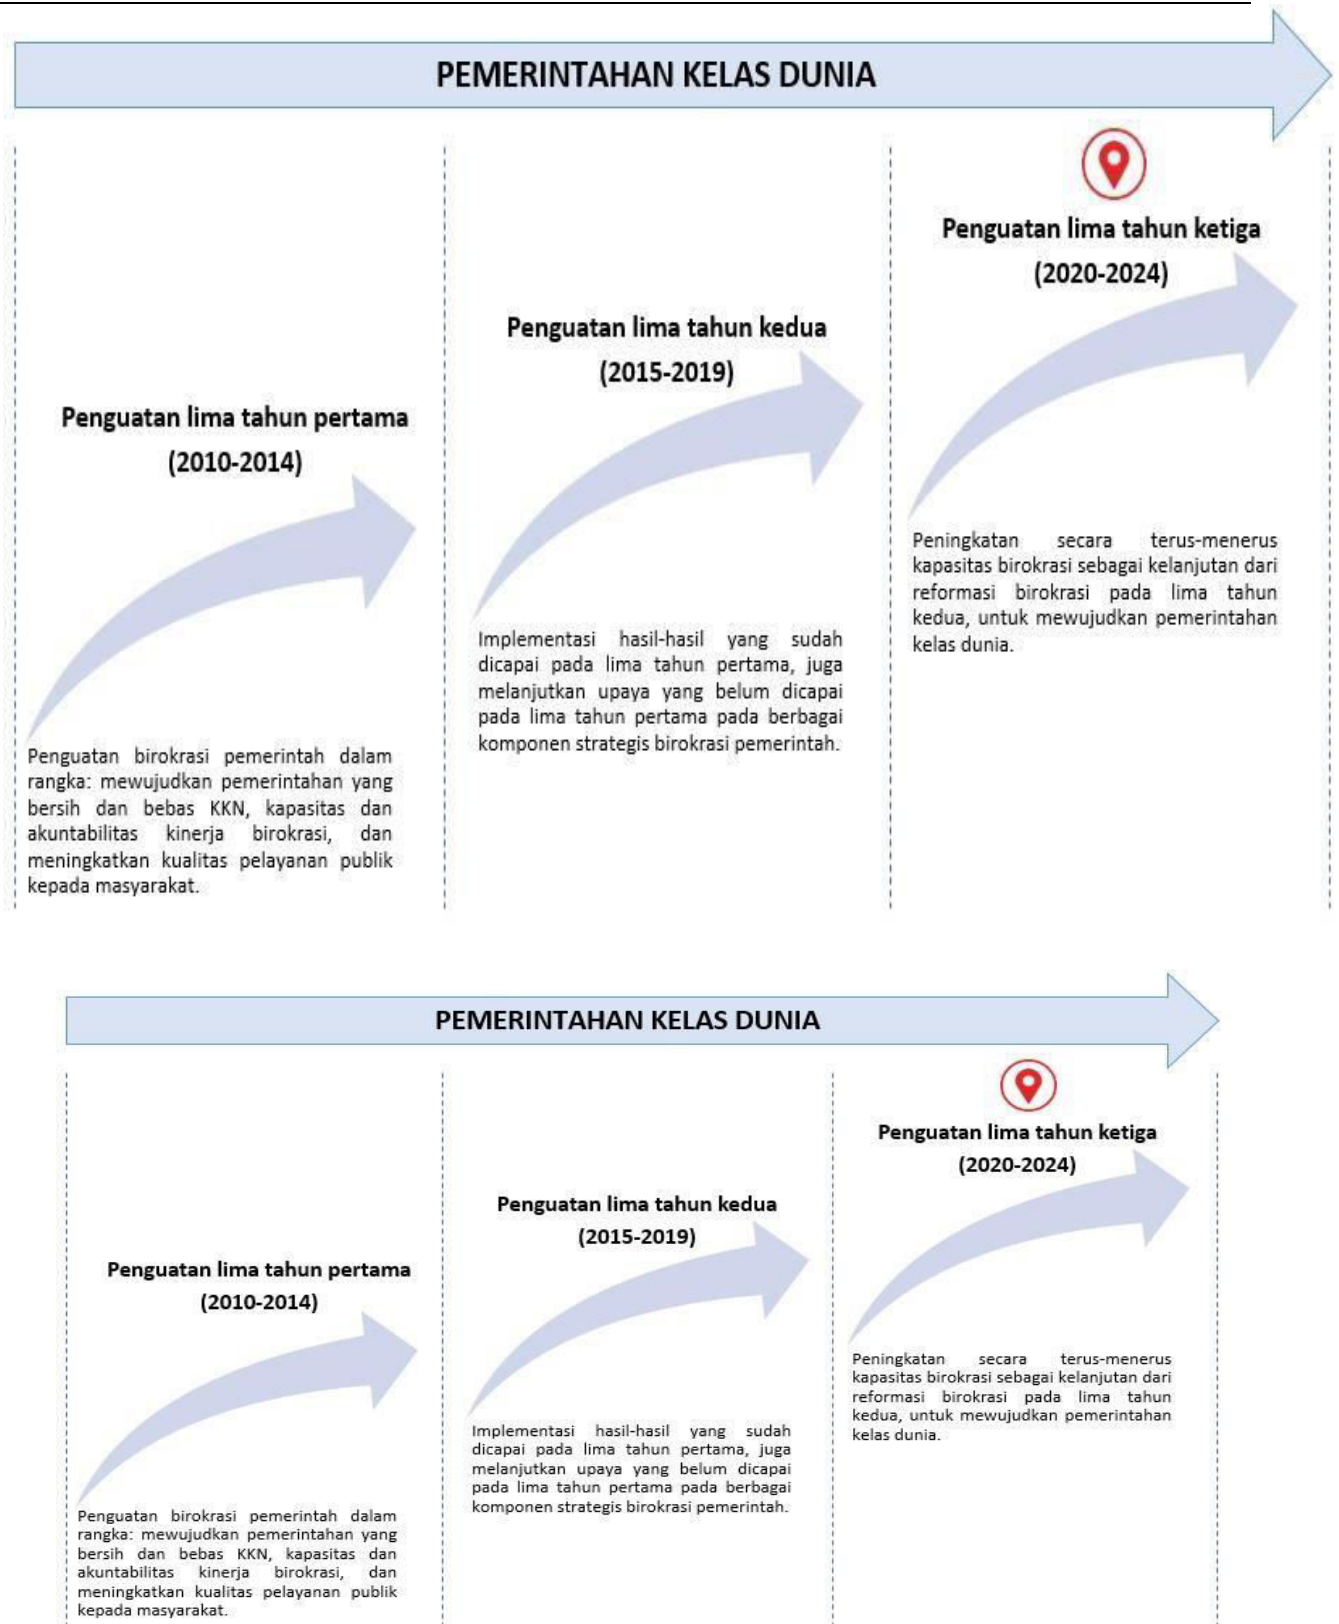 PEMERINTAHAN KELAS DUNIA
Penguatan lima tahun pertama
(2010-2014)
Penguatan birokrasi pemerintah dalam
rangka: mewujudkan pemerintahan yang
bersih dan bebas KKN, kapasitas dan
akuntabilitas kinerja birokrasi, dan
meningkatkan kualitas pelayanan publik
kepada masyarakat.
Penguatan lima tahun kedua
(2015-2019)
Implementasi hasil-hasil yang sudah
dicapai pada lima tahun pertama, juga
melanjutkan upaya yang belum dicapai
pada lima tahun pertama pada berbagai
komponen strategis birokrasi pemerintah.
Penguatan lima tahun ketiga
(2020-2024)
Peningkatan secara terus-menerus
kapasitas birokrasi sebagai kelanjutan dari
reformasi birokrasi pada lima tahun
kedua, untuk mewujudkan pemerintahan
kelas dunia.
PEMERINTAHAN KELAS DUNIA
Penguatan lima tahun pertama
(2010-2014)
Penguatan birokrasi pemerintah dalam
rangka: mewujudkan pemerintahan yang
bersih dan bebas KKN, kapasitas dan
akuntabilitas kinerja birokrasi, dan
meningkatkan kualitas pelayanan publik
kepada masyarakat.
Penguatan lima tahun kedua
(2015-2019)
Implementasi hasil-hasil yang sudah
dicapai pada lima tahun pertama, juga
melanjutkan upaya yang belum dicapai
pada lima tahun pertama pada berbagai
komponen strategis birokrasi pemerintah.
Penguatan lima tahun ketiga
(2020-2024)
Peningkatan secara terus-menerus
kapasitas birokrasi sebagai kelanjutan dari
reformasi birokrasi pada lima tahun
kedua, untuk mewujudkan pemerintahan
kelas dunia.